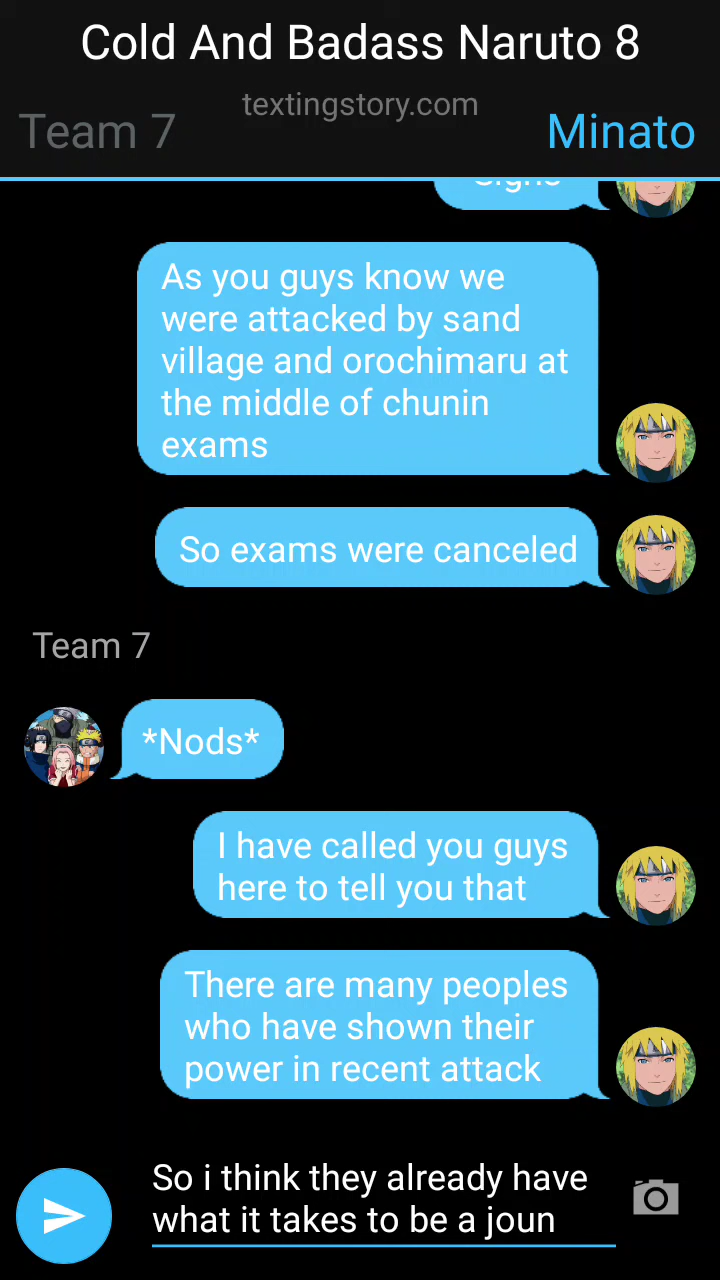 Cold And Badass Naruto 8
textingstory.com
Team 7
Minato
As you guys know we
were attacked by sand
village and orochimaru at
the middle of chunin
exams
So exams were canceled
Team 7
*Nods*
I have called you guys
here to tell you that
There are many peoples
who have shown their
power in recent attack
So i think they already have
what it takes to be a joun